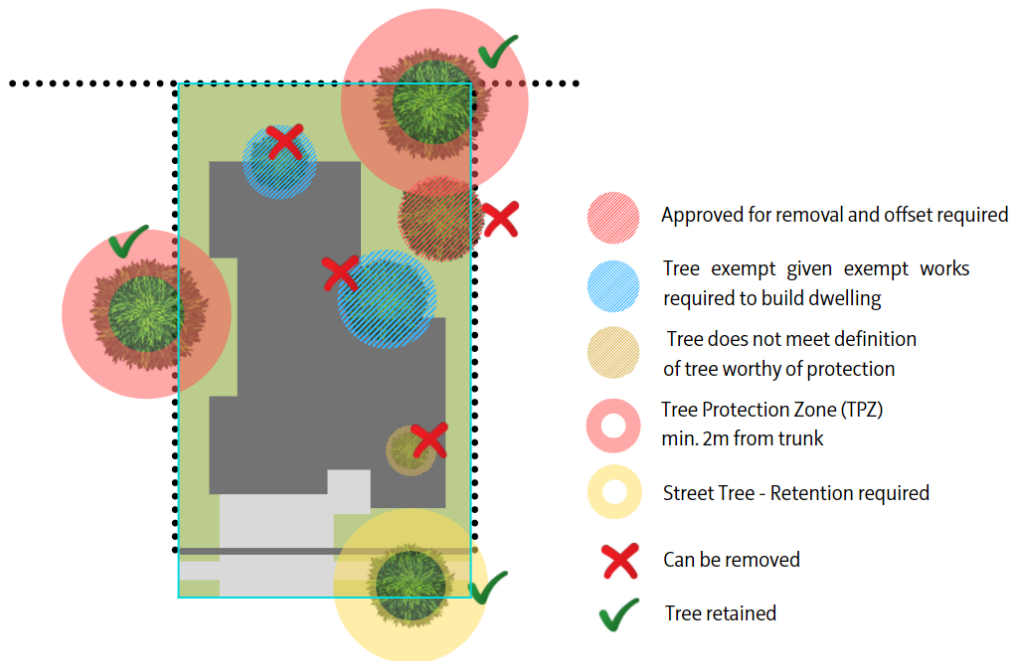 Approved for removal and offset required
Tree exempt given exempt works
required to build dwelling
Tree does not meet definition
of tree worthy of protection
Tree Protection Zone (TPZ)
min. 2m from trunk
Street Tree - Retention required
Can be removed
Tree retained